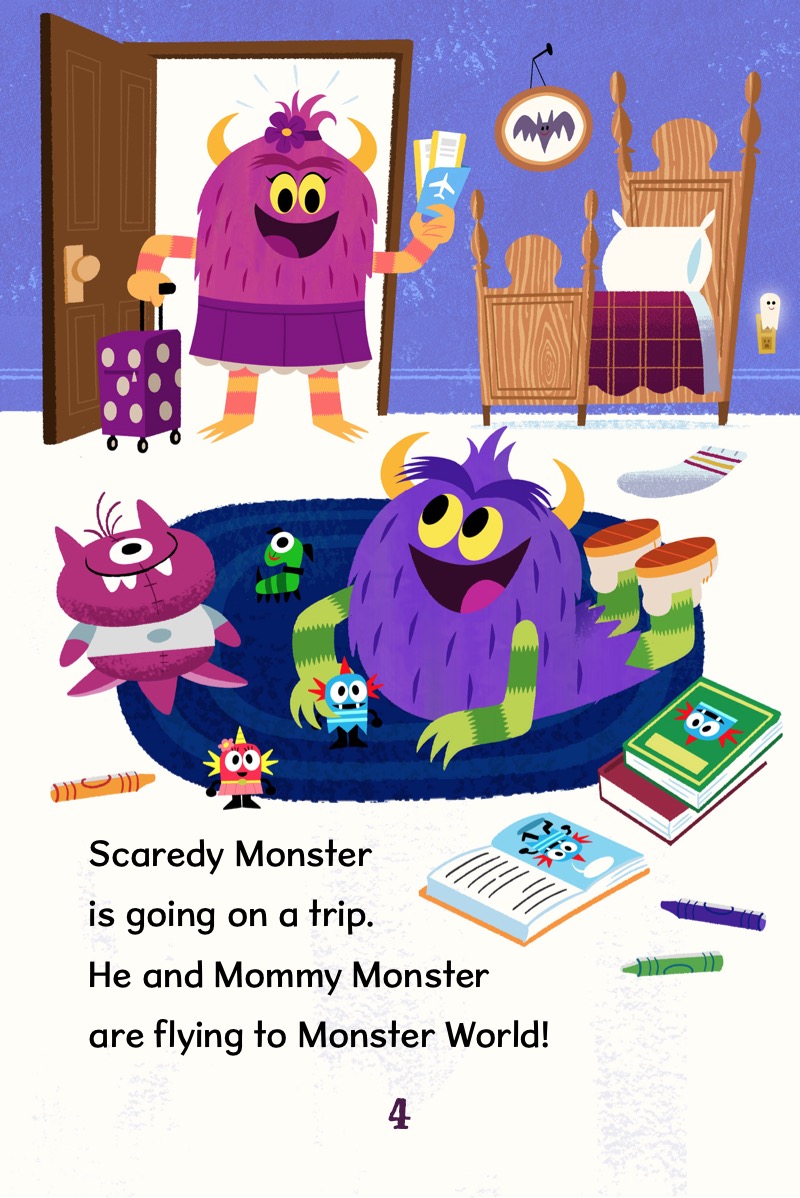 Scaredy Monster
is going on a trip.
He and Mommy Monster
are flying to Monster World!
4